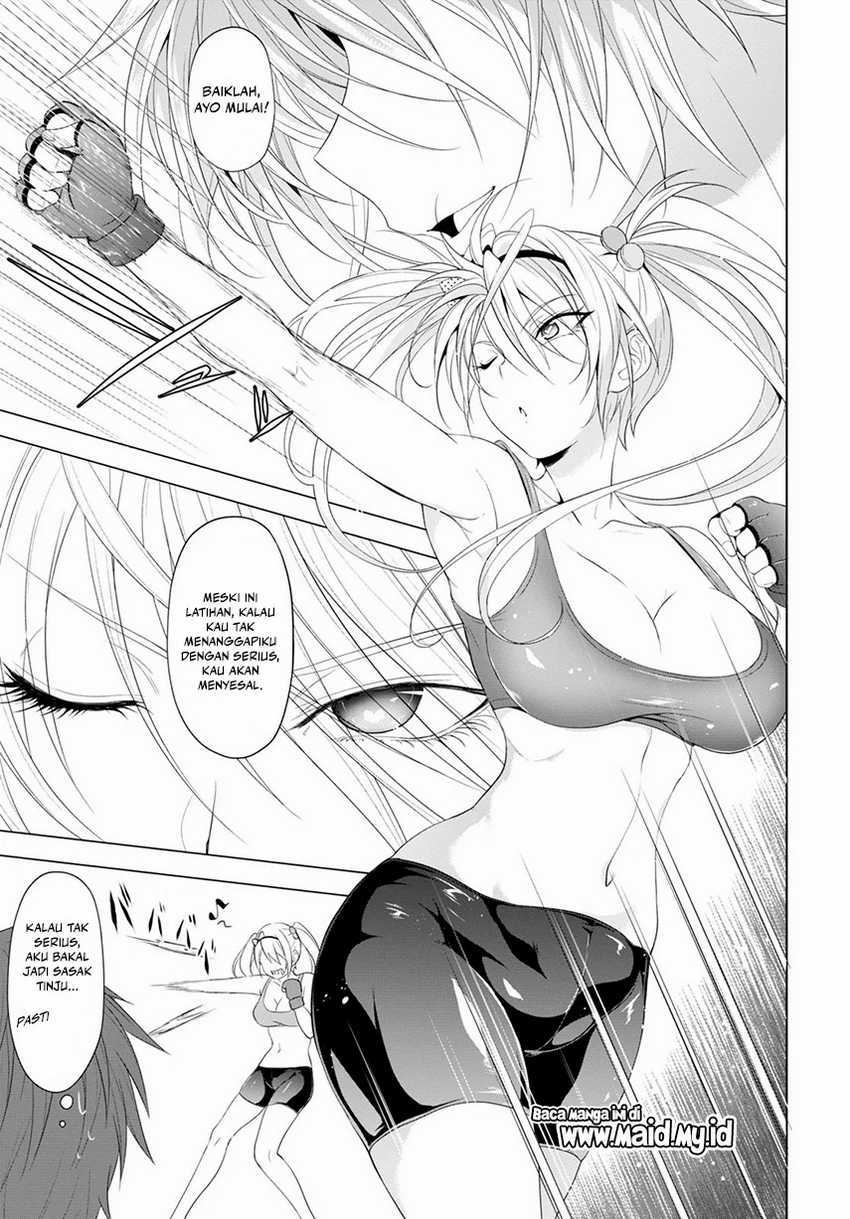 BAIKLAH,
AYO MULAI!
MESKI INI
LATIHAN, KALAU
KAU TAK
MENANGGAPIKU
DENGAN SERIUS,
KAU AKAN
MENYESAL.
KALAU TAK
SERIUS,
AKU BAKAL
JADI SASAK
TINJU...
PASTI
Baca Manga ini di
www.Maid.My.id